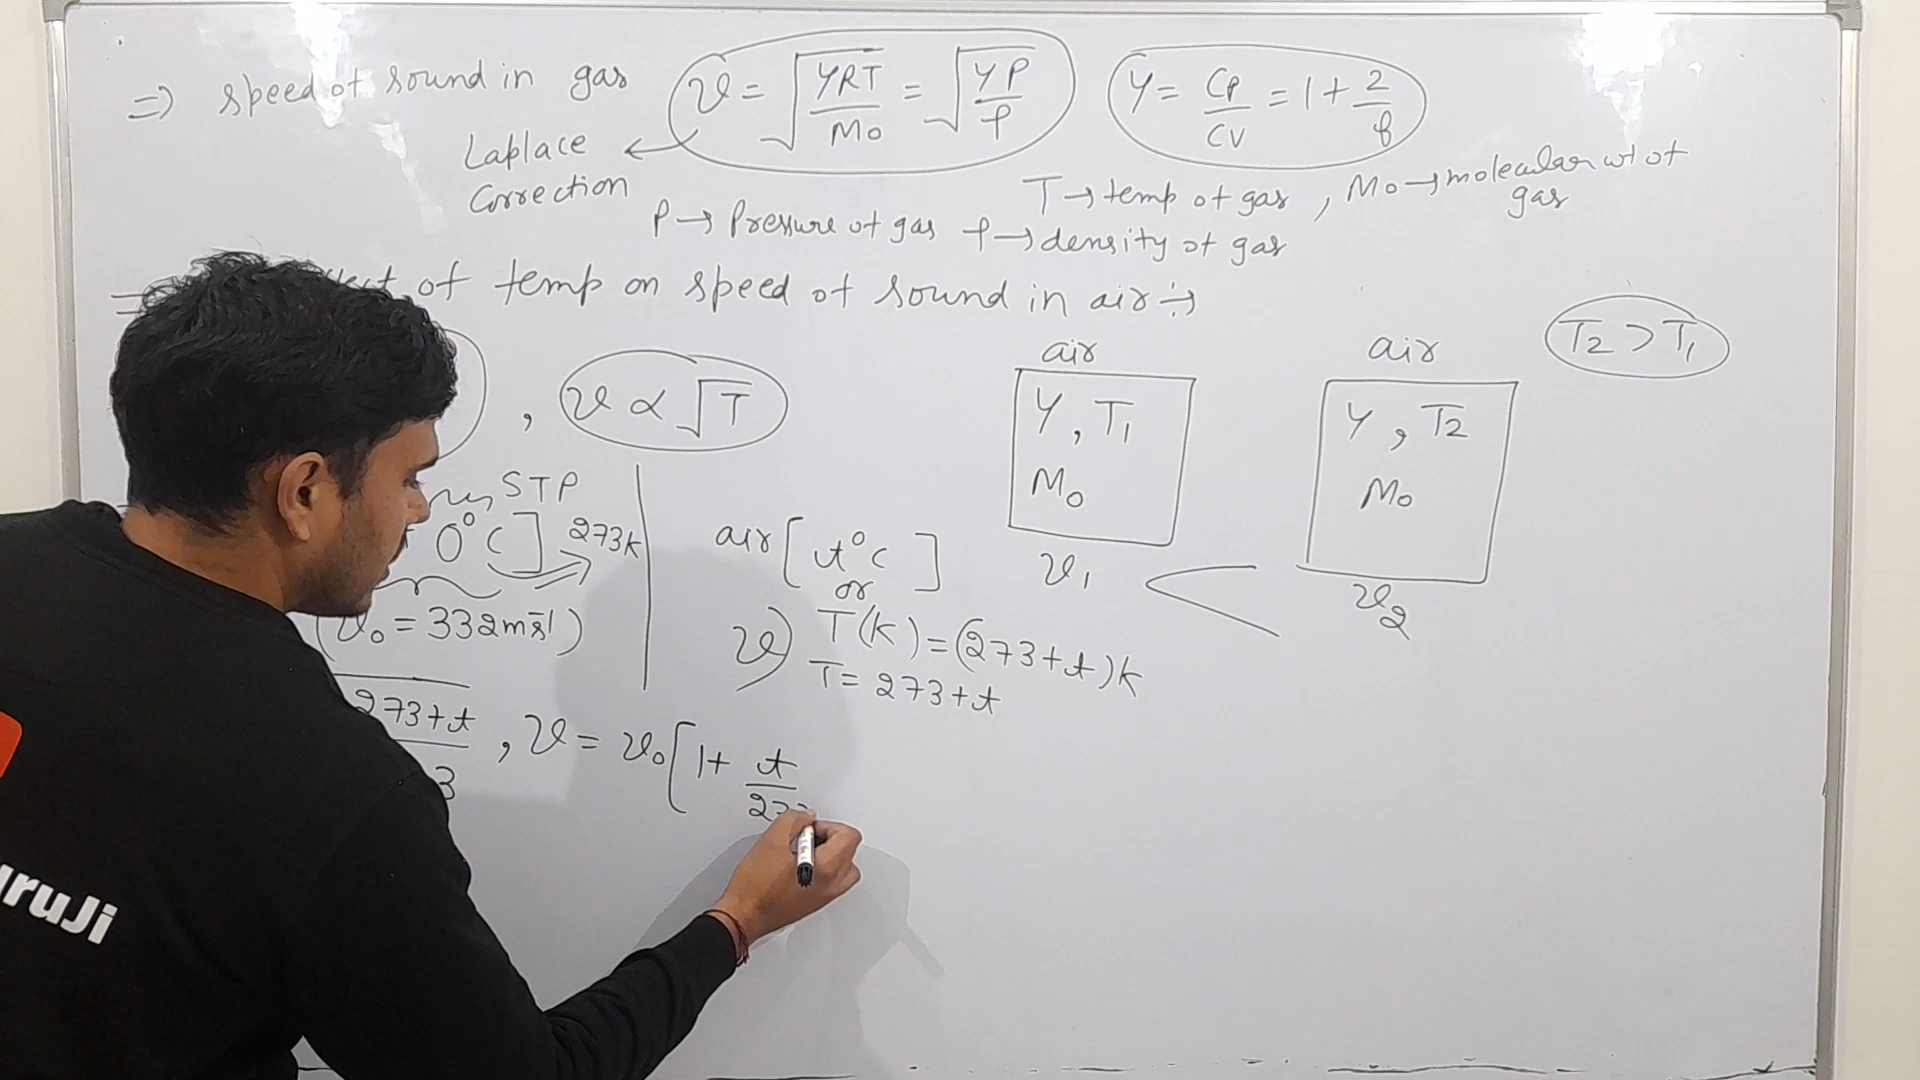 => speed of sound in gas v = √(γRT/M0) = √(γP/ρ) γ = CP/CV = 1 + 2/f
Laplace Correction
T → temp of gas, M0 → molecular wt of gas
P → Pressure of gas ρ → density of gas
of temp on speed of sound in air :→
, v ∝ √T
air
γ, T1
M0
v1
air
γ, T2
M0
v2
T2 > T1
STP
0°C] 273K
(v0 = 332 ms⁻¹)
air [t°C]
or
v) T(K) = (273+t)K
T = 273+t
273+t
3
, v = v0 [1 + t/273
ruJi